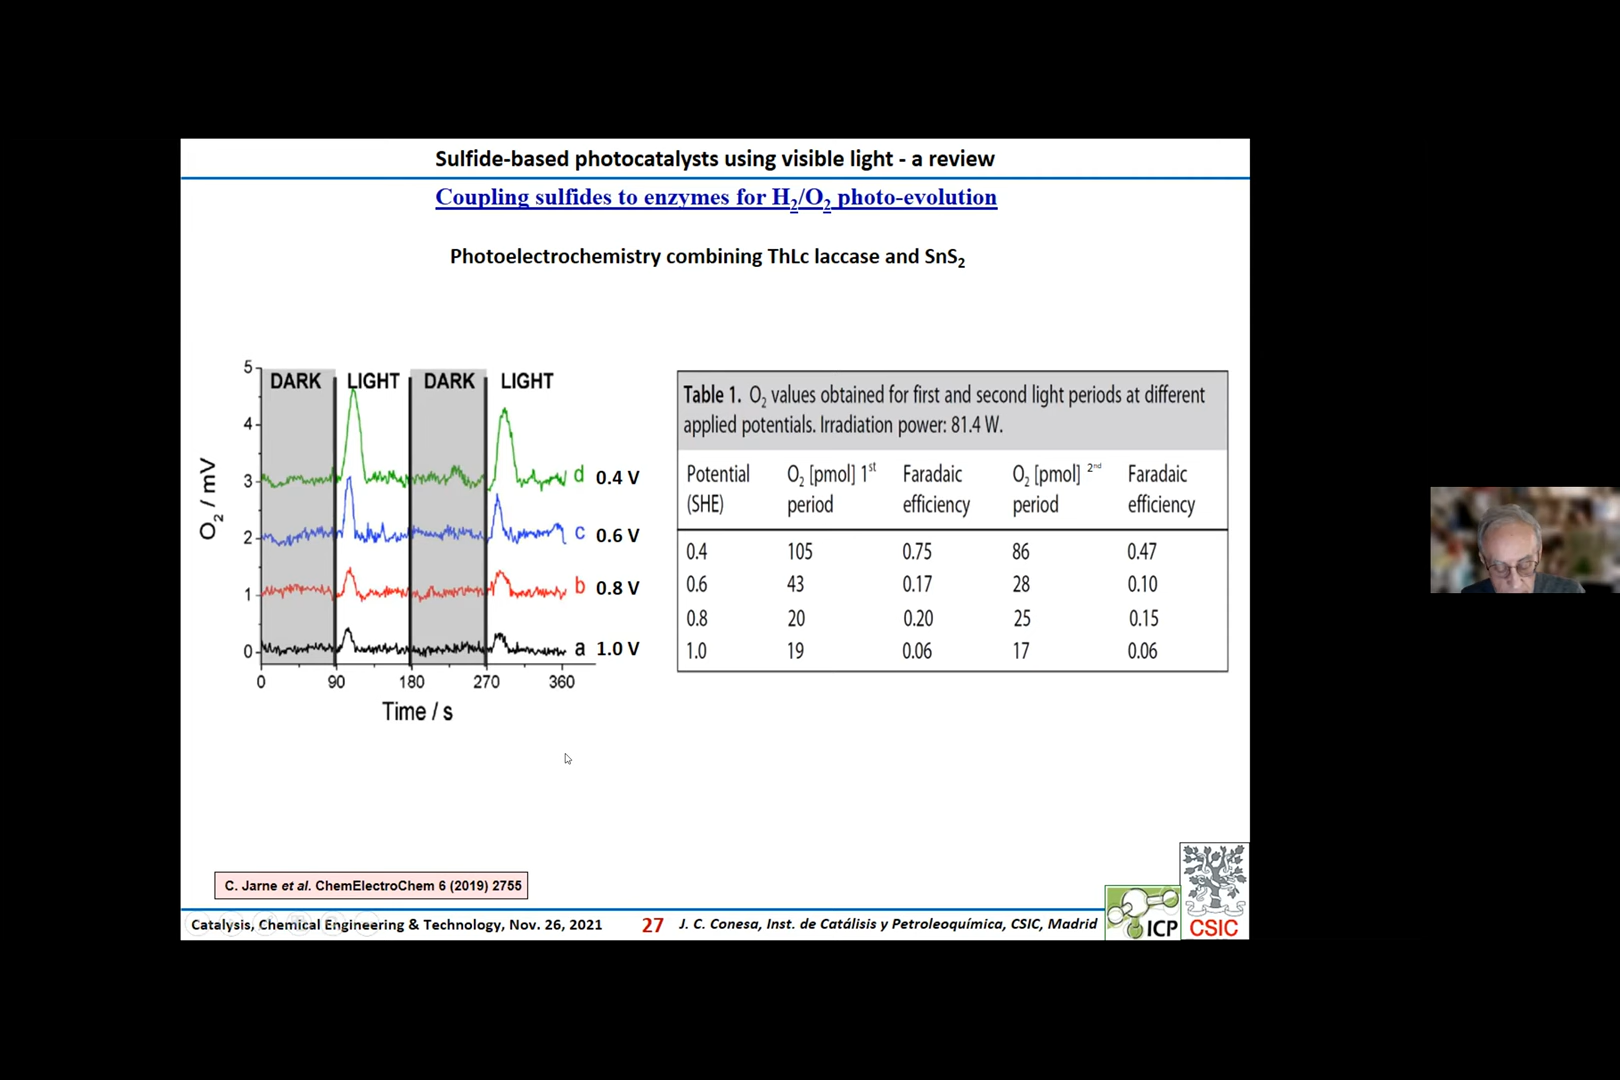 Sulfide-based photocatalysts using visible light - a review
Coupling sulfides to enzymes for H₂/O₂ photo-evolution
Photoelectrochemistry combining ThLc laccase and SnS₂
DARK LIGHT DARK LIGHT
5
4
3
2
1
0
O₂ / mV
d 0.4 V
c 0.6 V
b 0.8 V
a 1.0 V
0 90 180 270 360
Time / s
Table 1. O₂ values obtained for first and second light periods at different
applied potentials. Irradiation power: 81.4 W.
Potential O₂ [pmol] 1ˢᵗ Faradaic O₂ [pmol] ²ⁿᵈ Faradaic
(SHE) period efficiency period efficiency
0.4 105 0.75 86 0.47
0.6 43 0.17 28 0.10
0.8 20 0.20 25 0.15
1.0 19 0.06 17 0.06
C. Jarne et al. ChemElectroChem 6 (2019) 2755
Catalysis, Chemical Engineering & Technology, Nov. 26, 2021 27 J. C. Conesa, Inst. de Catálisis y Petroleoquímica, CSIC, Madrid
ICP
CSIC